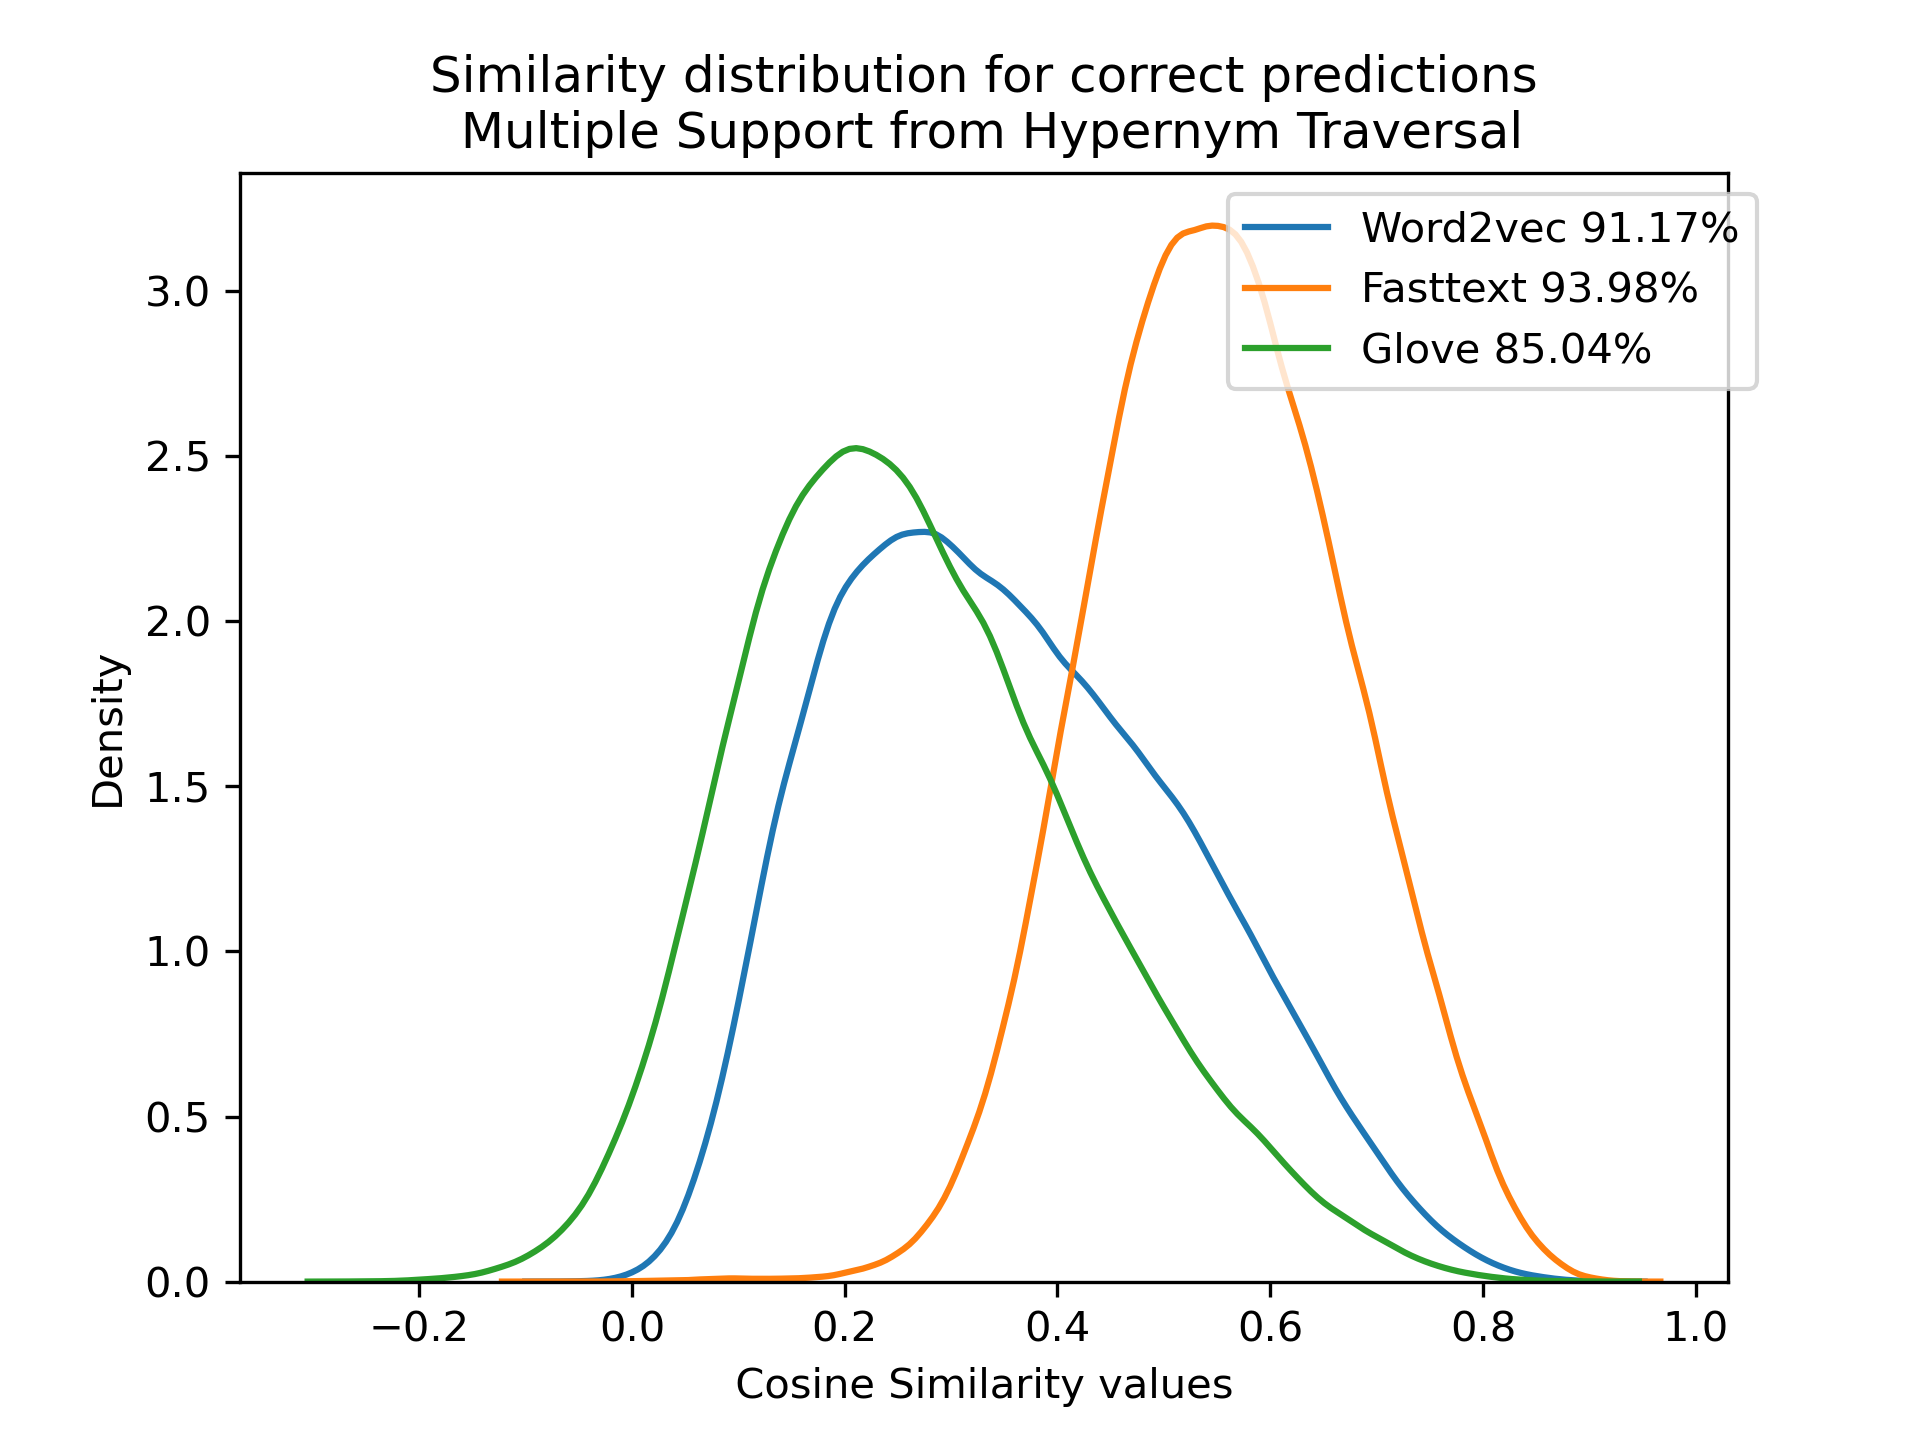 Similarity distribution for correct predictions
Multiple Support from Hypernym Traversal
Word2vec 91.17%
Fasttext 93.98%
Glove 85.04%
3.0
2.5
2.0
1.5
1.0
0.5
0.0
Density
−0.2 0.0 0.2 0.4 0.6 0.8 1.0
Cosine Similarity values